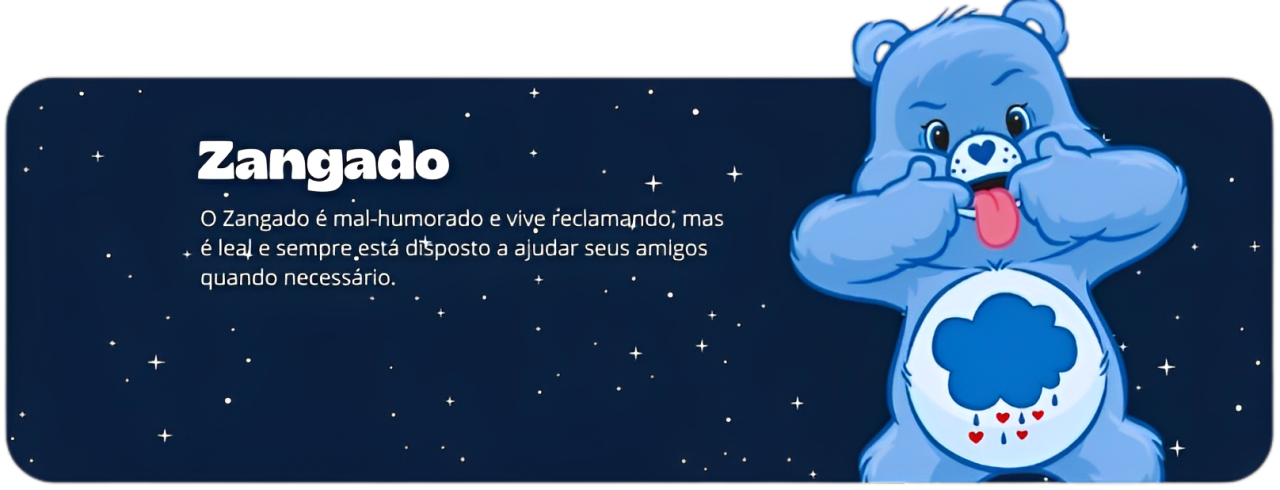 Zangado
O Zangado é mal-humorado e vive reclamando, mas
é leal e sempre está disposto a ajudar seus amigos
quando necessário.